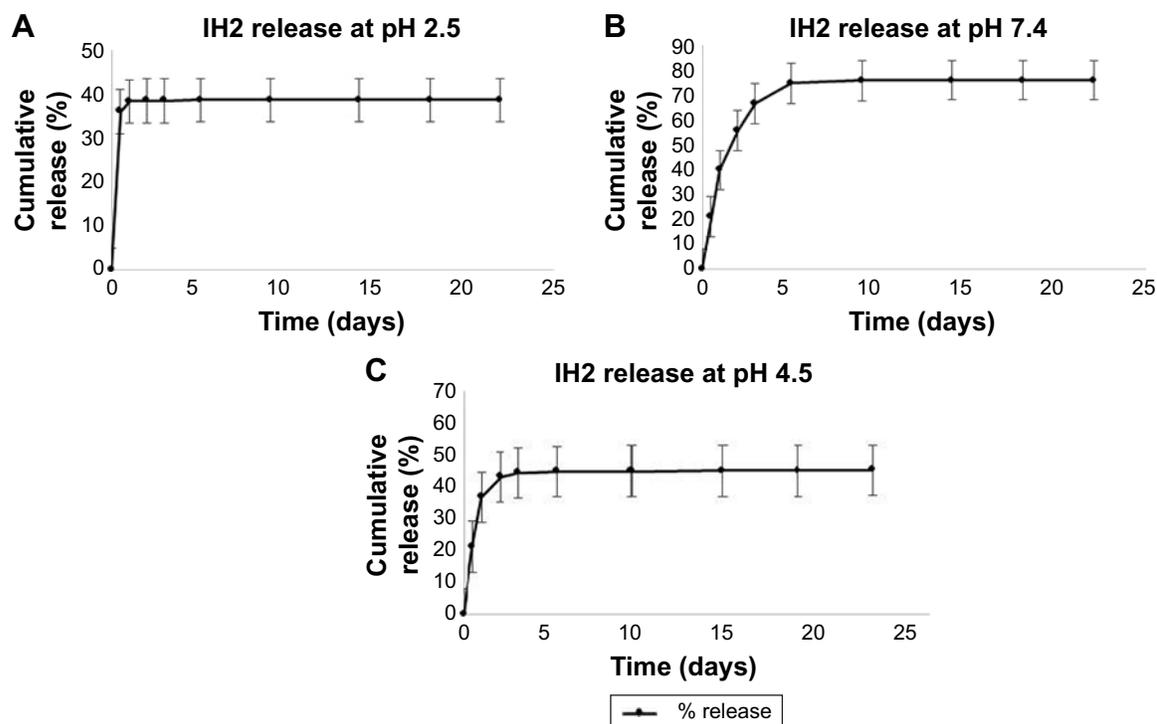 A
IH2 release at pH 2.5
Cumulative
release (%)
50
40
30
20
10
0
0 5 10 15 20 25
Time (days)
B
IH2 release at pH 7.4
Cumulative
release (%)
90
80
70
60
50
40
30
20
10
0
0 5 10 15 20 25
Time (days)
C
IH2 release at pH 4.5
Cumulative
release (%)
70
60
50
40
30
20
10
0
0 5 10 15 20 25
Time (days)
% release